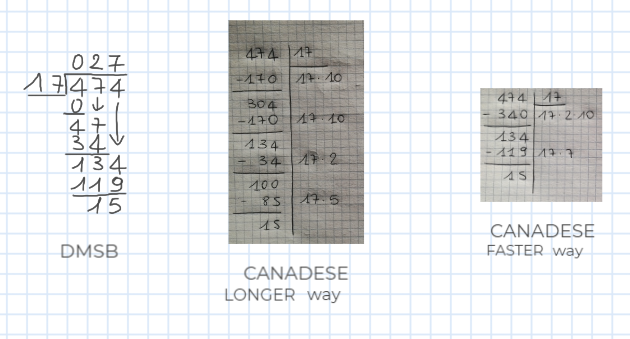 027
17 474
0
47
34
134
119
15
DMSB
474 17
-170 17·10
304
-170 17·10
134
- 34 17·2
100
- 85 17·5
15
CANADESE
LONGER way
474 17
- 340 17·2·10
134
- 119 17·7
15
CANADESE
FASTER way